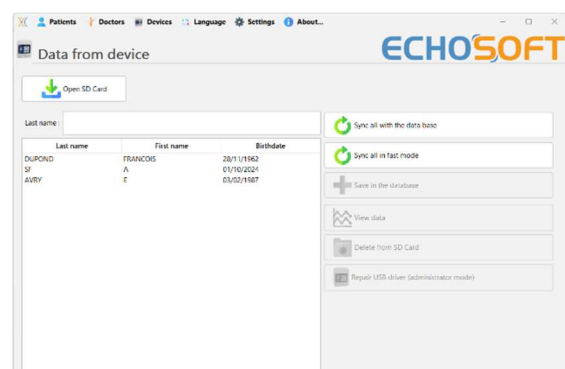 Patients Doctors Devices Language Settings About...
Data from device
ECHOSOFT
Open SD Card
Last name :
Sync all with the data base
Last name First name Birthdate
Sync all in fast mode
DUPOND FRANCOIS 28/11/1962
SF A 01/10/2024
AVRY E 03/02/1987
Save in the database
View data
Delete from SD Card
Repair USB driver (administrator mode)